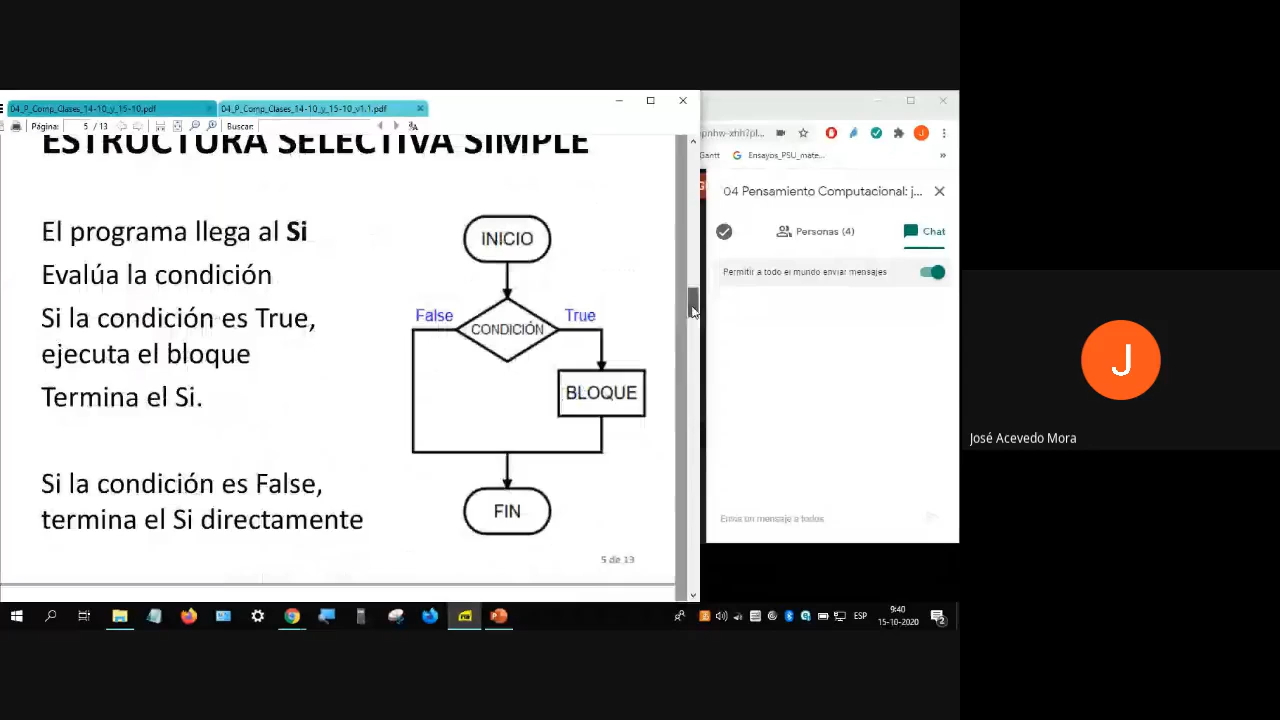 04_P_Comp_Clases_14-10_y_15-10.pdf
04_P_Comp_Clases_14-10_y_15-10_v1.1.pdf
Página: 5 / 13
Buscar:
ESTRUCTURA SELECTIVA SIMPLE
El programa llega al Si
Evalúa la condición
Si la condición es True,
ejecuta el bloque
Termina el Si.
Si la condición es False,
termina el Si directamente
INICIO
False
True
CONDICIÓN
BLOQUE
FIN
5 de 13
Gantt
Ensayos_PSU_mate...
04 Pensamiento Computacional: j...
Personas (4)
Chat
Permitir a todo el mundo enviar mensajes
Envía un mensaje a todos
J
José Acevedo Mora
ESP
9:40
15-10-2020
2